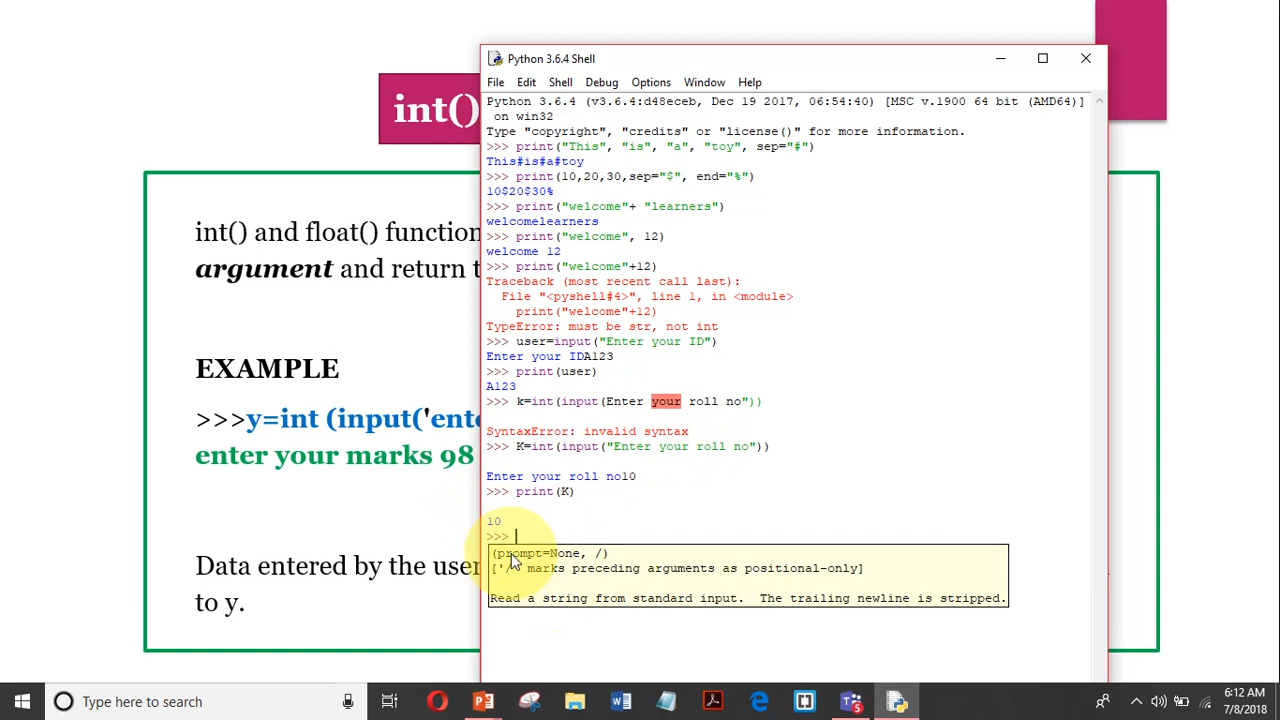 int()
int() and float() function
argument and return t
EXAMPLE
>>>y=int (input('ente
enter your marks 98
Data entered by the user
to y.
Python 3.6.4 Shell
File Edit Shell Debug Options Window Help
Python 3.6.4 (v3.6.4:d48eceb, Dec 19 2017, 06:54:40) [MSC v.1900 64 bit (AMD64)]
on win32
Type "copyright", "credits" or "license()" for more information.
>>> print("This", "is", "a", "toy", sep="#")
This#is#a#toy
>>> print(10,20,30,sep="$", end="%")
10$20$30%
>>> print("welcome"+ "learners")
welcomelearners
>>> print("welcome", 12)
welcome 12
>>> print("welcome"+12)
Traceback (most recent call last):
File "<pyshell#4>", line 1, in <module>
print("welcome"+12)
TypeError: must be str, not int
>>> user=input("Enter your ID")
Enter your IDA123
>>> print(user)
A123
>>> k=int(input(Enter your roll no"))
SyntaxError: invalid syntax
>>> K=int(input("Enter your roll no"))
Enter your roll no10
>>> print(K)
10
>>>
(prompt=None, /)
['/' marks preceding arguments as positional-only]
Read a string from standard input. The trailing newline is stripped.
Type here to search
6:12 AM
7/8/2018